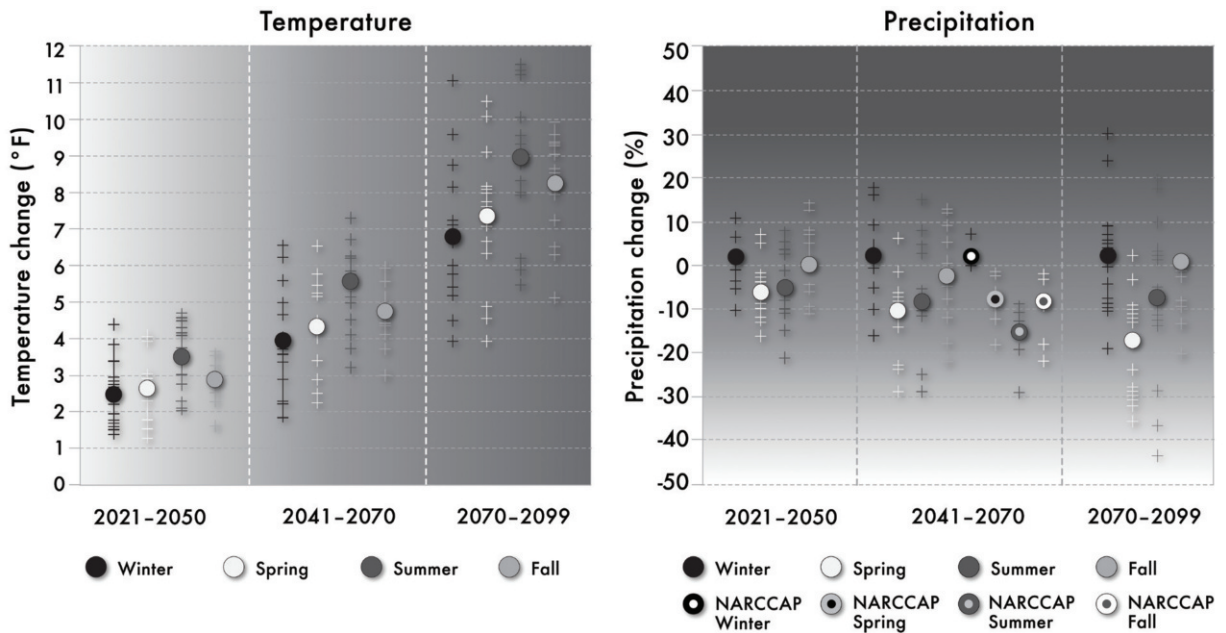 Temperature
Temperature change (°F)
12
11
10
9
8
7
6
5
4
3
2
1
0
2021–2050
2041–2070
2070–2099
Winter
Spring
Summer
Fall
Precipitation
Precipitation change (%)
50
50
30
20
10
0
-10
-20
-30
-40
-50
2021–2050
2041–2070
2070–2099
Winter
Spring
Summer
Fall
NARCCAP
Winter
NARCCAP
Spring
NARCCAP
Summer
NARCCAP
Fall